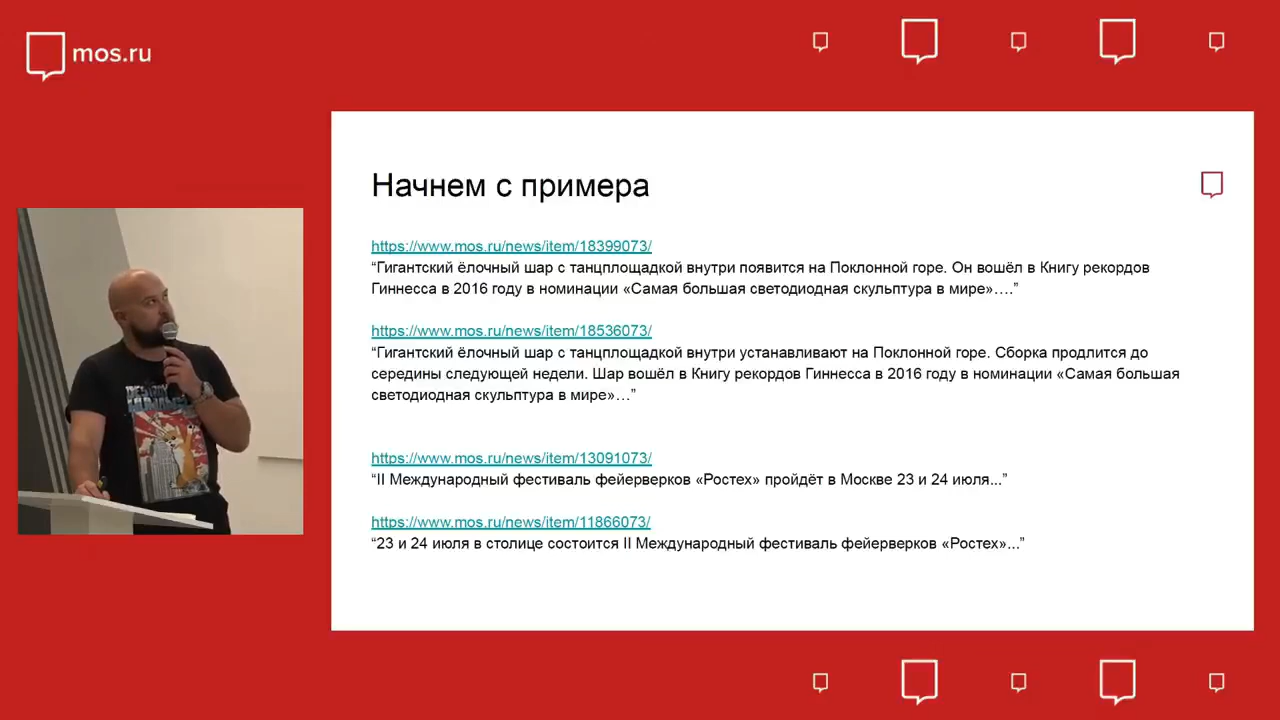 mos.ru
Начнем с примера
https://www.mos.ru/news/item/18399073/
“Гигантский ёлочный шар с танцплощадкой внутри появится на Поклонной горе. Он вошёл в Книгу рекордов
Гиннесса в 2016 году в номинации «Самая большая светодиодная скульптура в мире»….”
https://www.mos.ru/news/item/18536073/
“Гигантский ёлочный шар с танцплощадкой внутри устанавливают на Поклонной горе. Сборка продлится до
середины следующей недели. Шар вошёл в Книгу рекордов Гиннесса в 2016 году в номинации «Самая большая
светодиодная скульптура в мире»…”
https://www.mos.ru/news/item/13091073/
“II Международный фестиваль фейерверков «Ростех» пройдёт в Москве 23 и 24 июля...”
https://www.mos.ru/news/item/11866073/
“23 и 24 июля в столице состоится II Международный фестиваль фейерверков «Ростех»...”